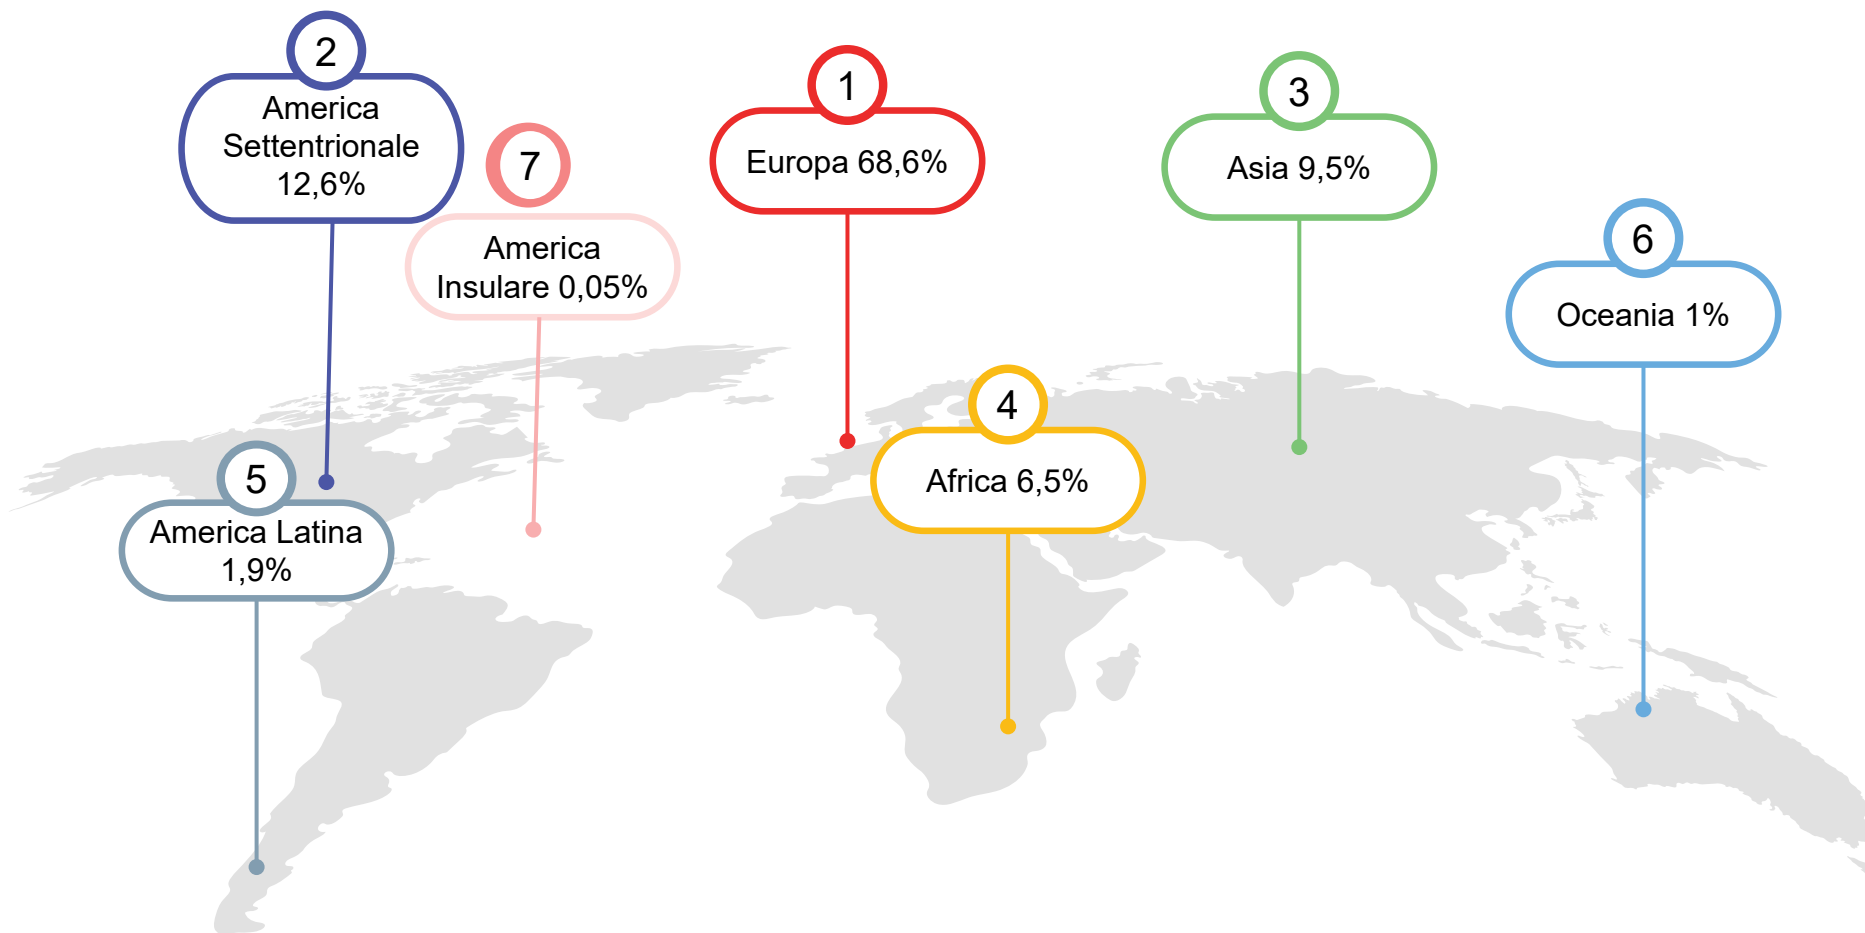 2
America
Settentrionale
12,6%
7
America
Insulare 0,05%
1
Europa 68,6%
3
Asia 9,5%
6
Oceania 1%
4
Africa 6,5%
5
America Latina
1,9%